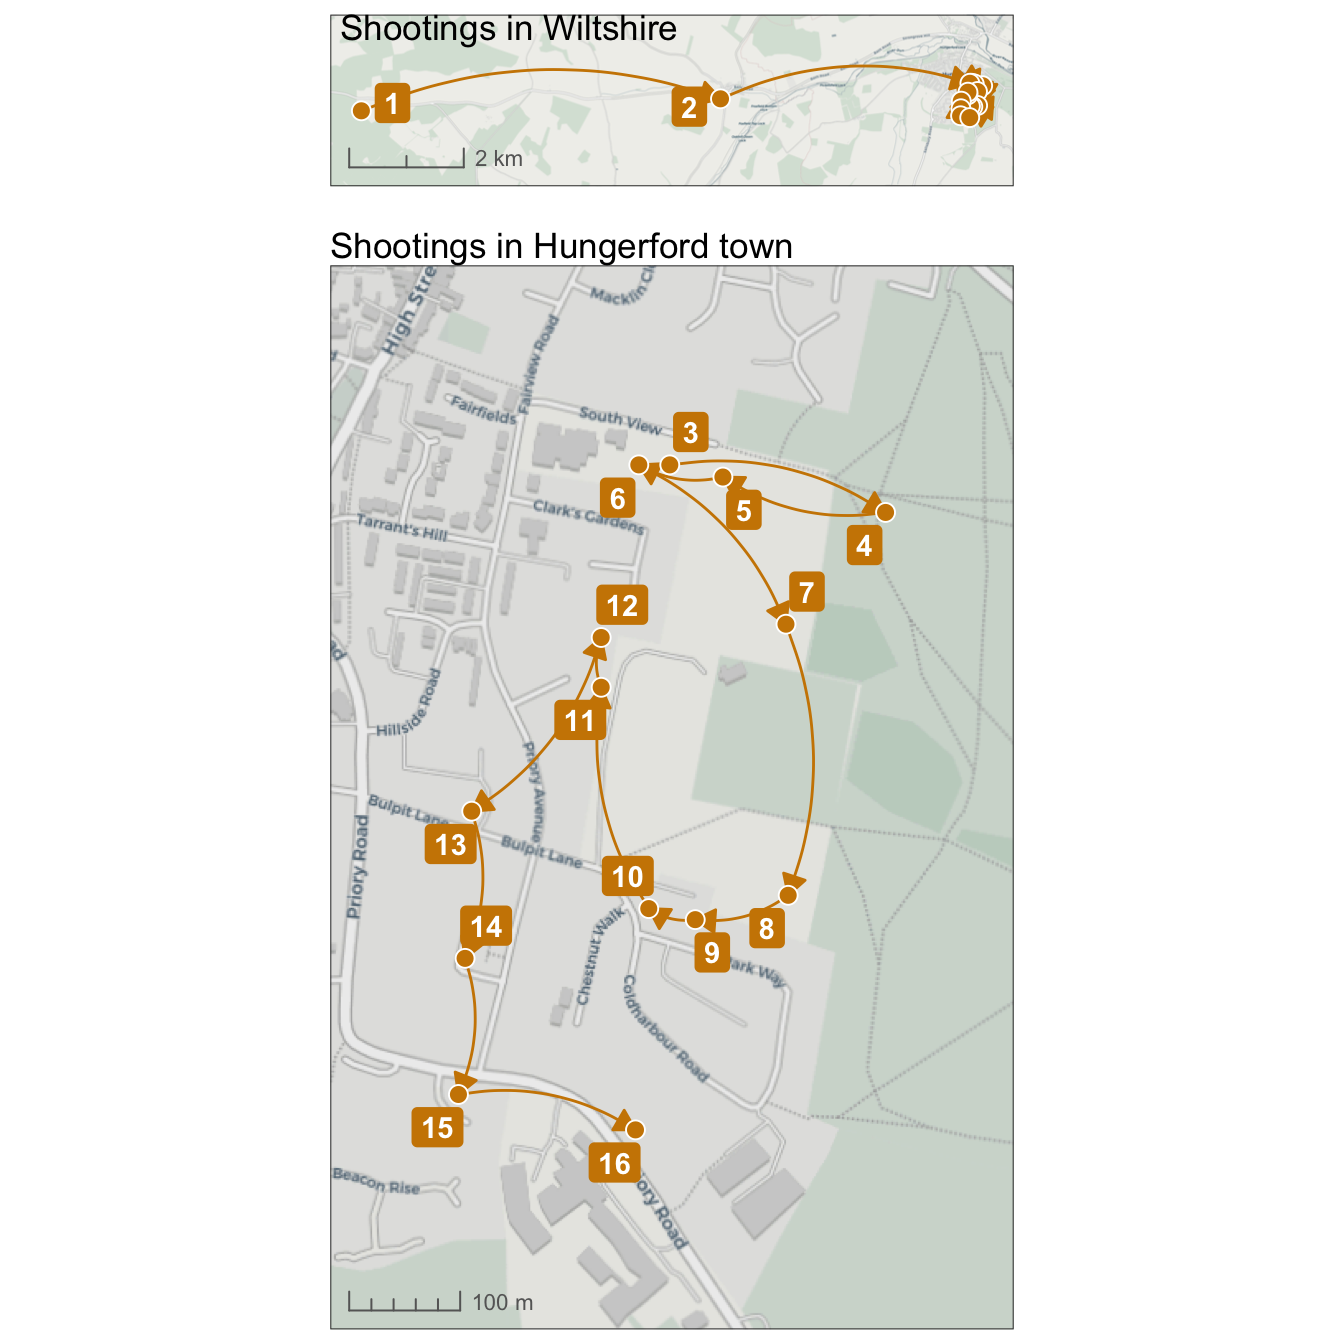 Shootings in Wiltshire
1
2
2 km
Shootings in Hungerford town
High Stre
Macklin Cl
Fairview Road
Fairfields
South View
3
6
5
4
Clark's Gardens
Tarrant's Hill
7
12
11
Hillside Road
Priory Avenue
Bulpit Lane
13
Bulpit Lane
10
Priory Road
14
8
9
Park Way
Chestnut Walk
Coldharbour Road
15
16
Beacon Rise
ory Road
100 m